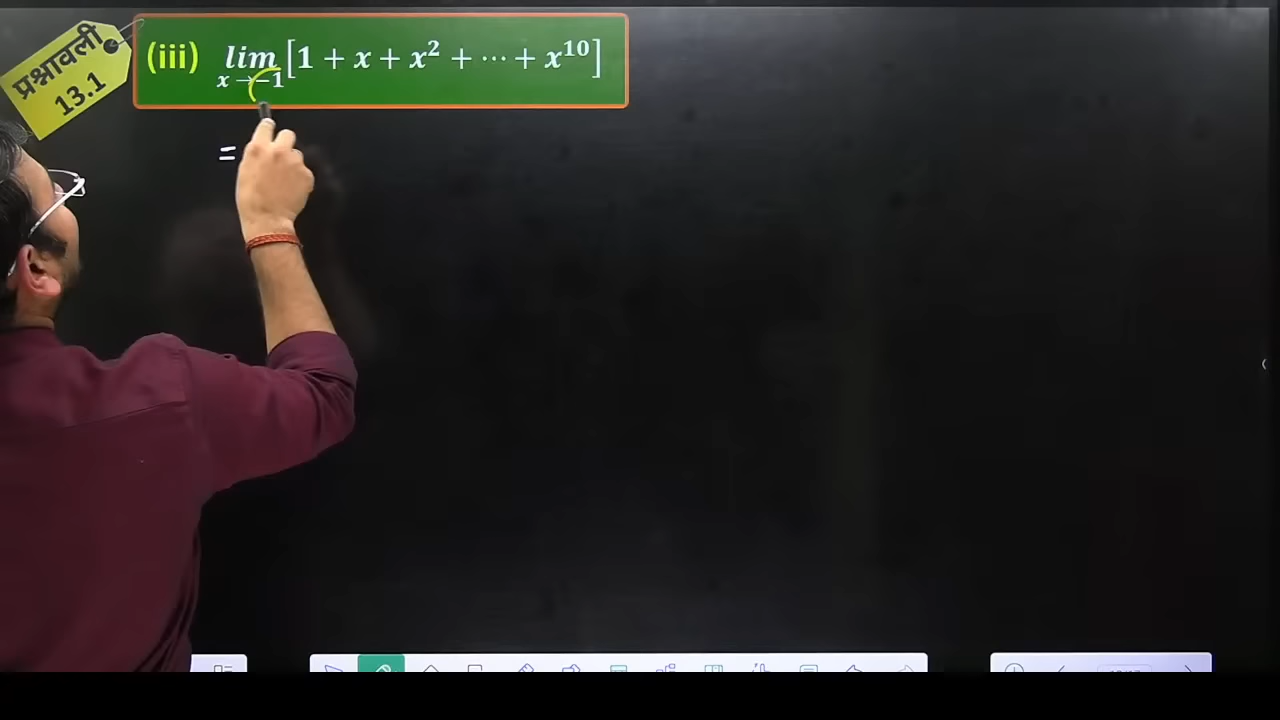 प्रश्नावली
13.1
(iii) lim [1 + x + x² + ⋯ + x¹⁰]
x → −1
=